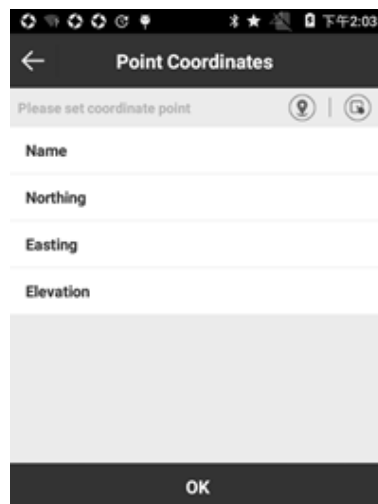 下午2:03
Point Coordinates
Please set coordinate point
Name
Northing
Easting
Elevation
OK